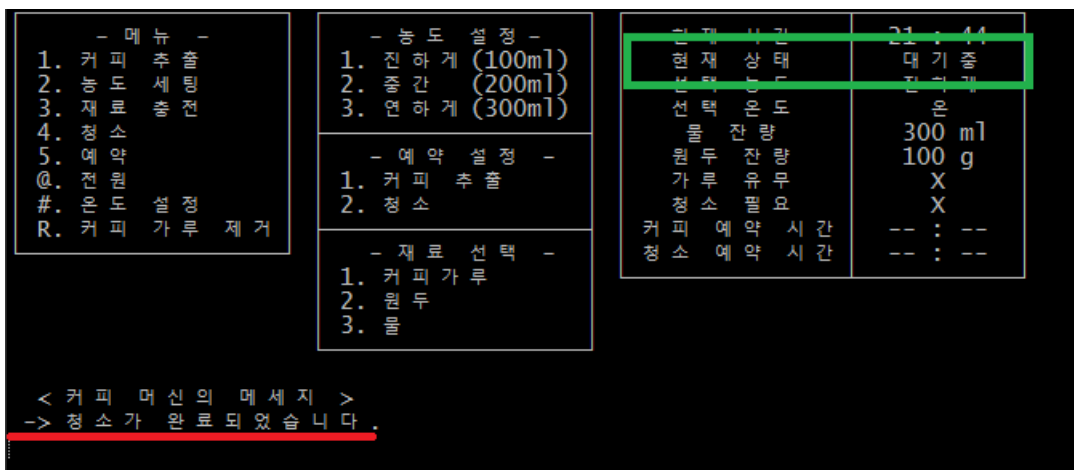 - 메뉴 -
1. 커피 추출
2. 농도 세팅
3. 재료 충전
4. 청소
5. 예약
@. 전원
#. 온도 설정
R. 커피 가루 제거
- 농도 설정 -
1. 진하게 (100ml)
2. 중간 (200ml)
3. 연하게 (300ml)
- 예약 설정 -
1. 커피 추출
2. 청소
- 재료 선택 -
1. 커피가루
2. 원두
3. 물
현재 시간 21 : 44
현재 상태 대기중
선택 농도 진하게
선택 온도 온
물 잔량 300 ml
원두 잔량 100 g
가루 유무 X
청소 필요 X
커피 예약 시간 -- : --
청소 예약 시간 -- : --
< 커피 머신의 메세지 >
-> 청소가 완료되었습니다.